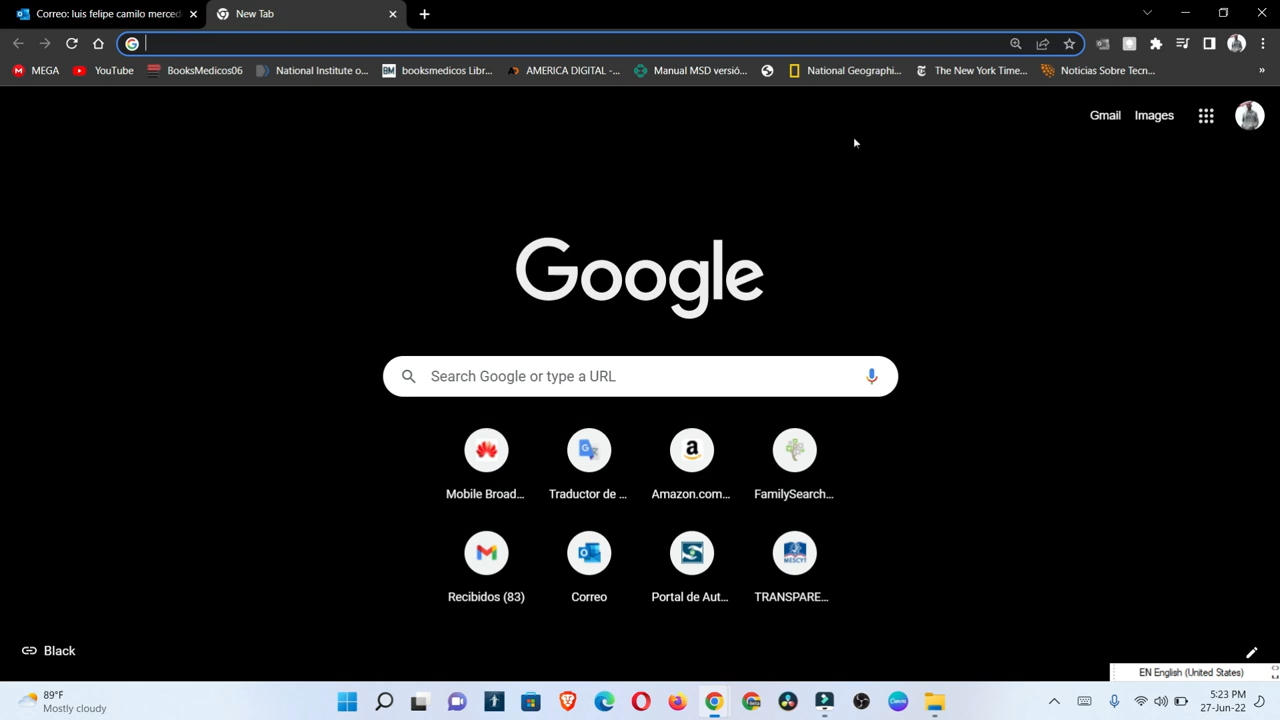 Correo: luis felipe camilo merced
New Tab
MEGA
YouTube
BooksMedicos06
National Institute o...
BM booksmedicos Libr...
AMERICA DIGITAL -...
Manual MSD versió...
National Geographi...
The New York Time...
Noticias Sobre Tecn...
Gmail
Images
Google
Search Google or type a URL
Mobile Broad...
Traductor de ...
Amazon.com...
FamilySearch...
MESCYT
Recibidos (83)
Correo
Portal de Aut...
TRANSPARE...
Black
EN English (United States)
89°F
Mostly cloudy
5:23 PM
27-Jun-22